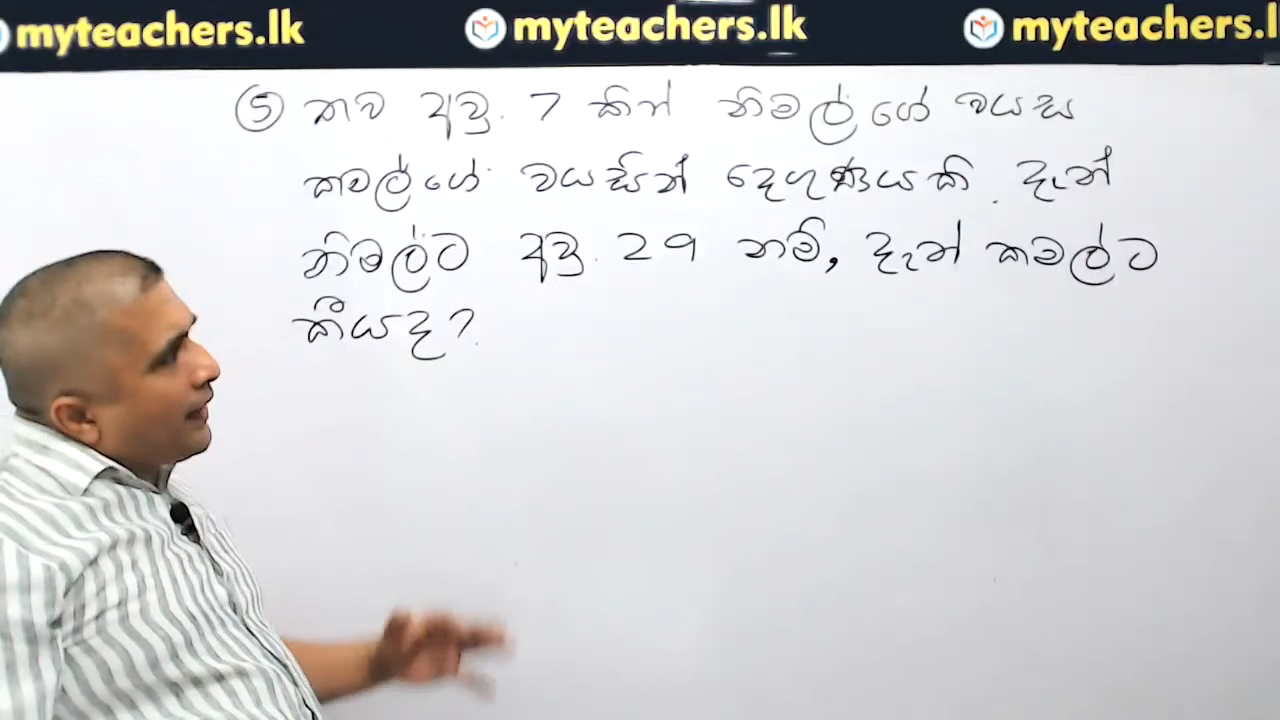 myteachers.lk myteachers.lk myteachers.l
⑤ තව අවු. 7 කින් නිමල්ගේ වයස
කමල්ගේ වයසින් දෙගුණයකි. දැන්
නිමල්ට අවු. 29 නම්, දැන් කමල්ට
කීයද?